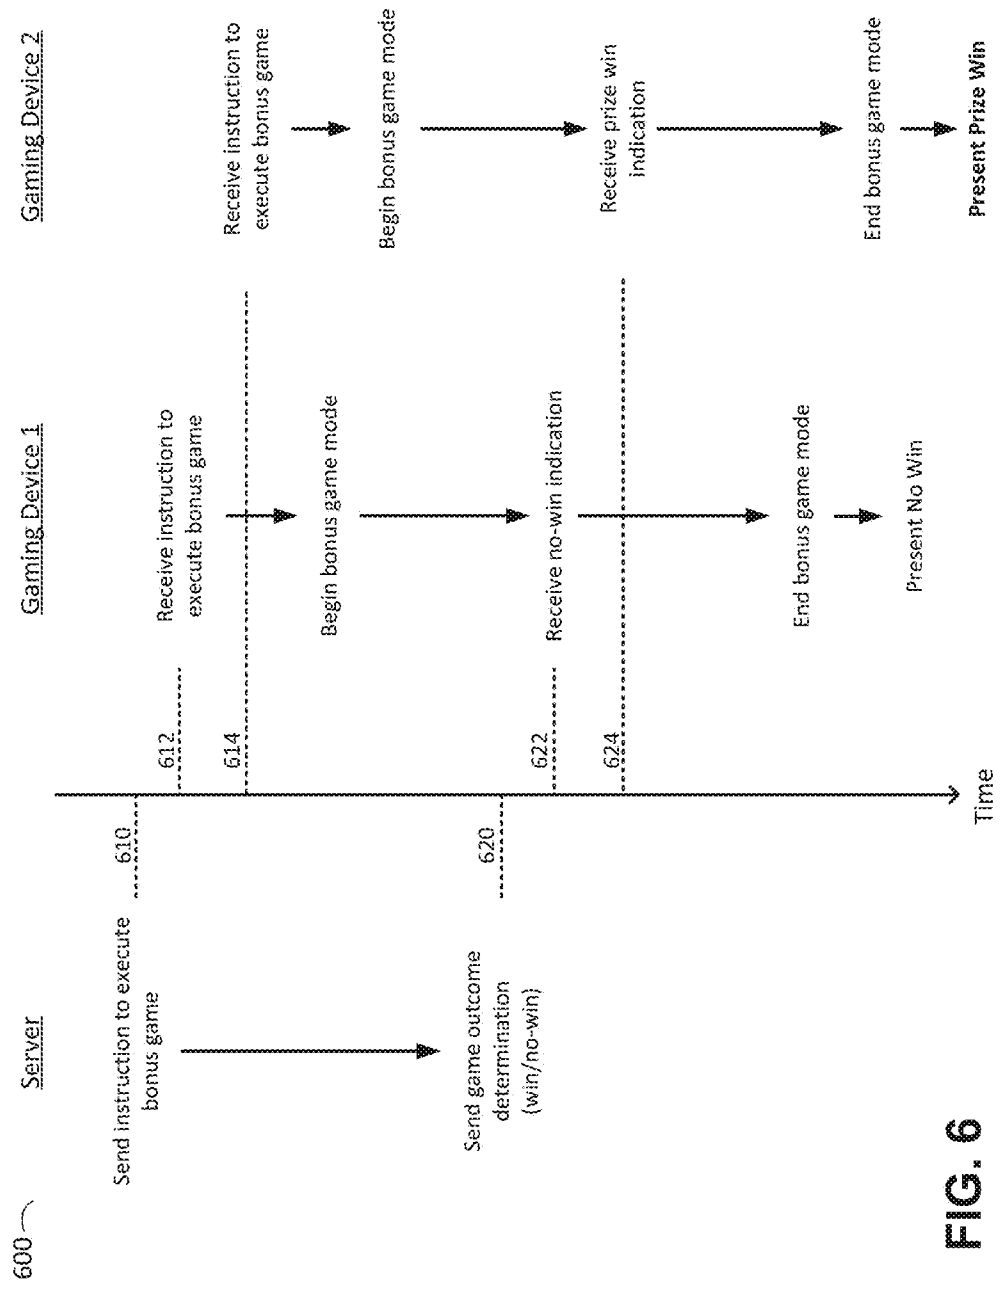 600
Server
Gaming Device 1
Gaming Device 2
Send instruction to execute
bonus game
610
612
Receive instruction to
execute bonus game
614
Receive instruction to
execute bonus game
Begin bonus game mode
Begin bonus game mode
Send game outcome
determination
(win/no-win)
620
622
Receive no-win indication
624
Receive prize win
indication
End bonus game mode
End bonus game mode
Present No Win
Present Prize Win
Time
FIG. 6